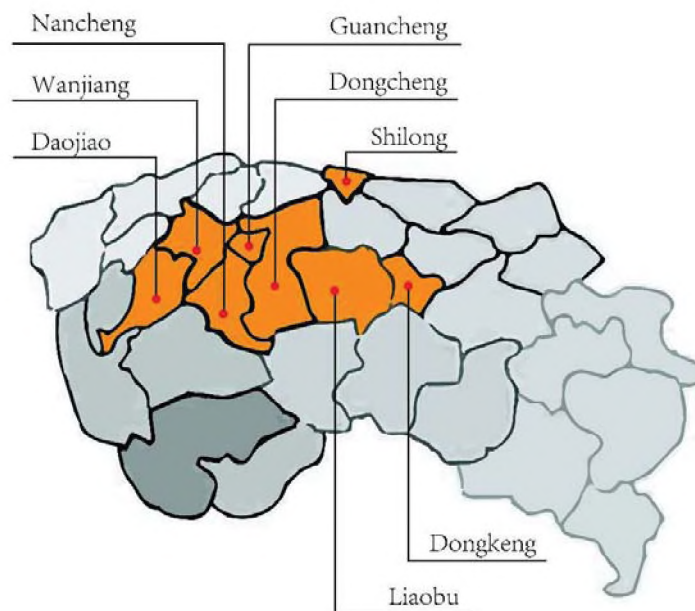 Nancheng
Guancheng
Wanjiang
Dongcheng
Daojiao
Shilong
Dongkeng
Liaobu